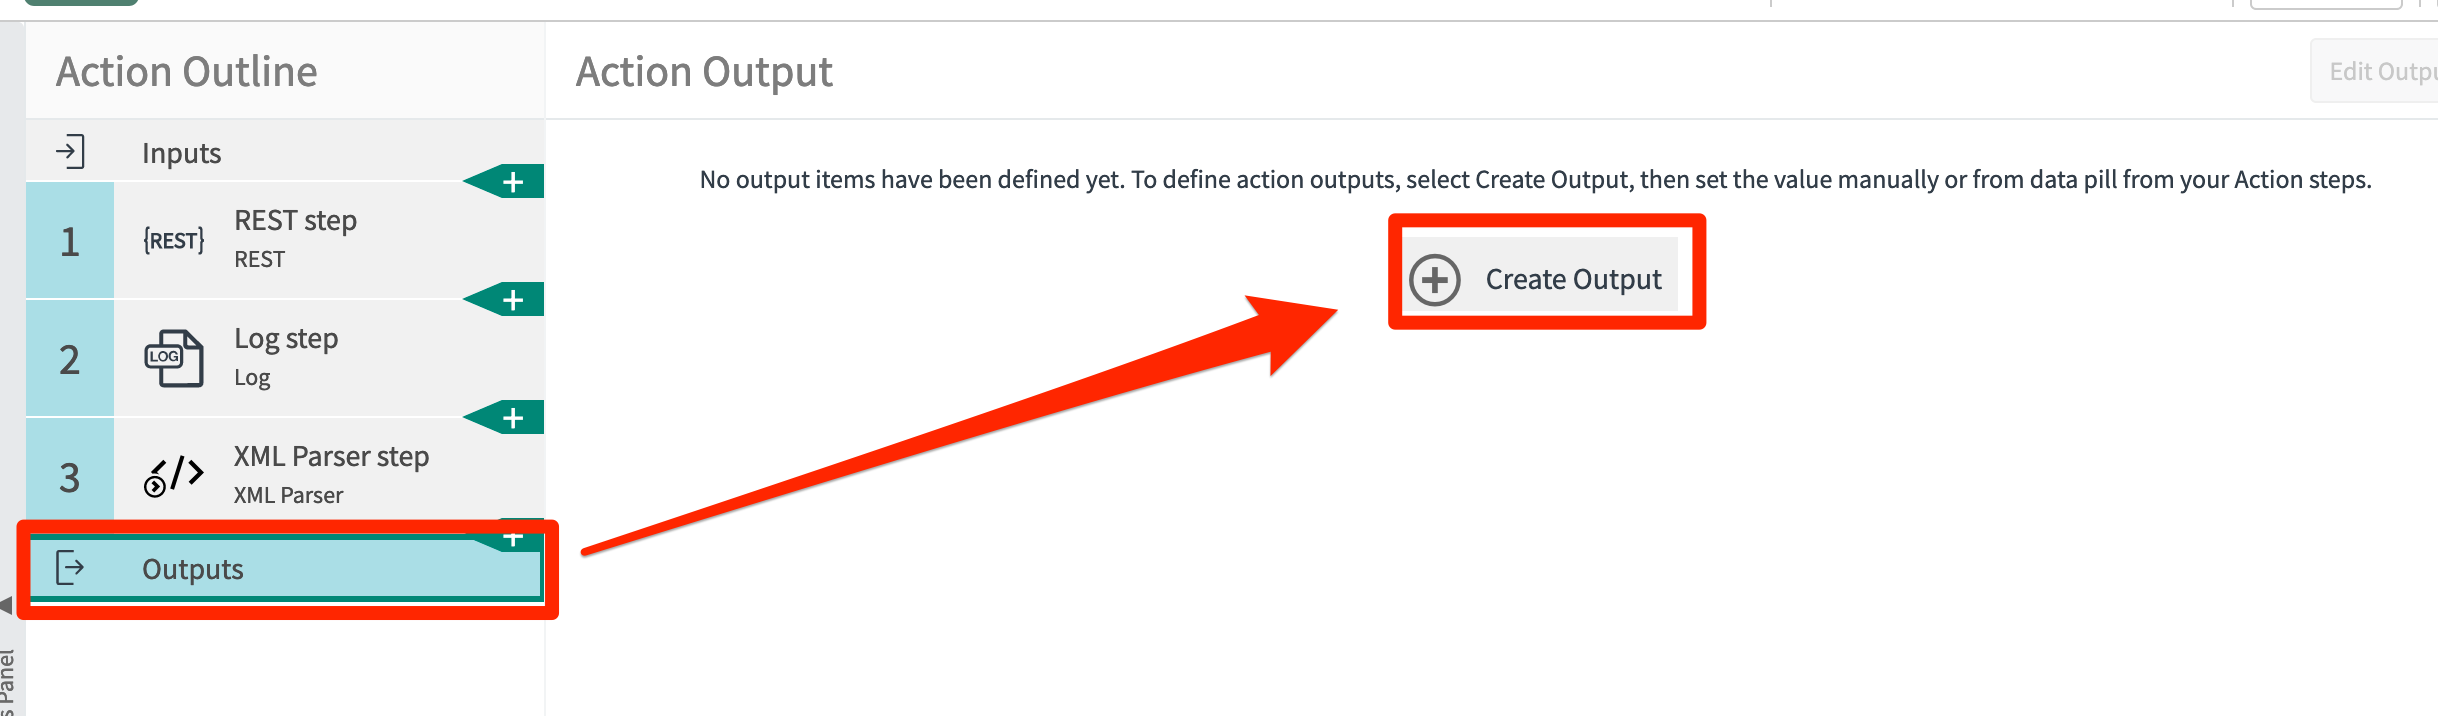 Action Outline
Inputs
1
{REST}
REST step
REST
2
LOG
Log step
Log
3
XML Parser step
XML Parser
Outputs
Action Output
No output items have been defined yet. To define action outputs, select Create Output, then set the value manually or from data pill from your Action steps.
Create Output
Edit Outpu
s Panel